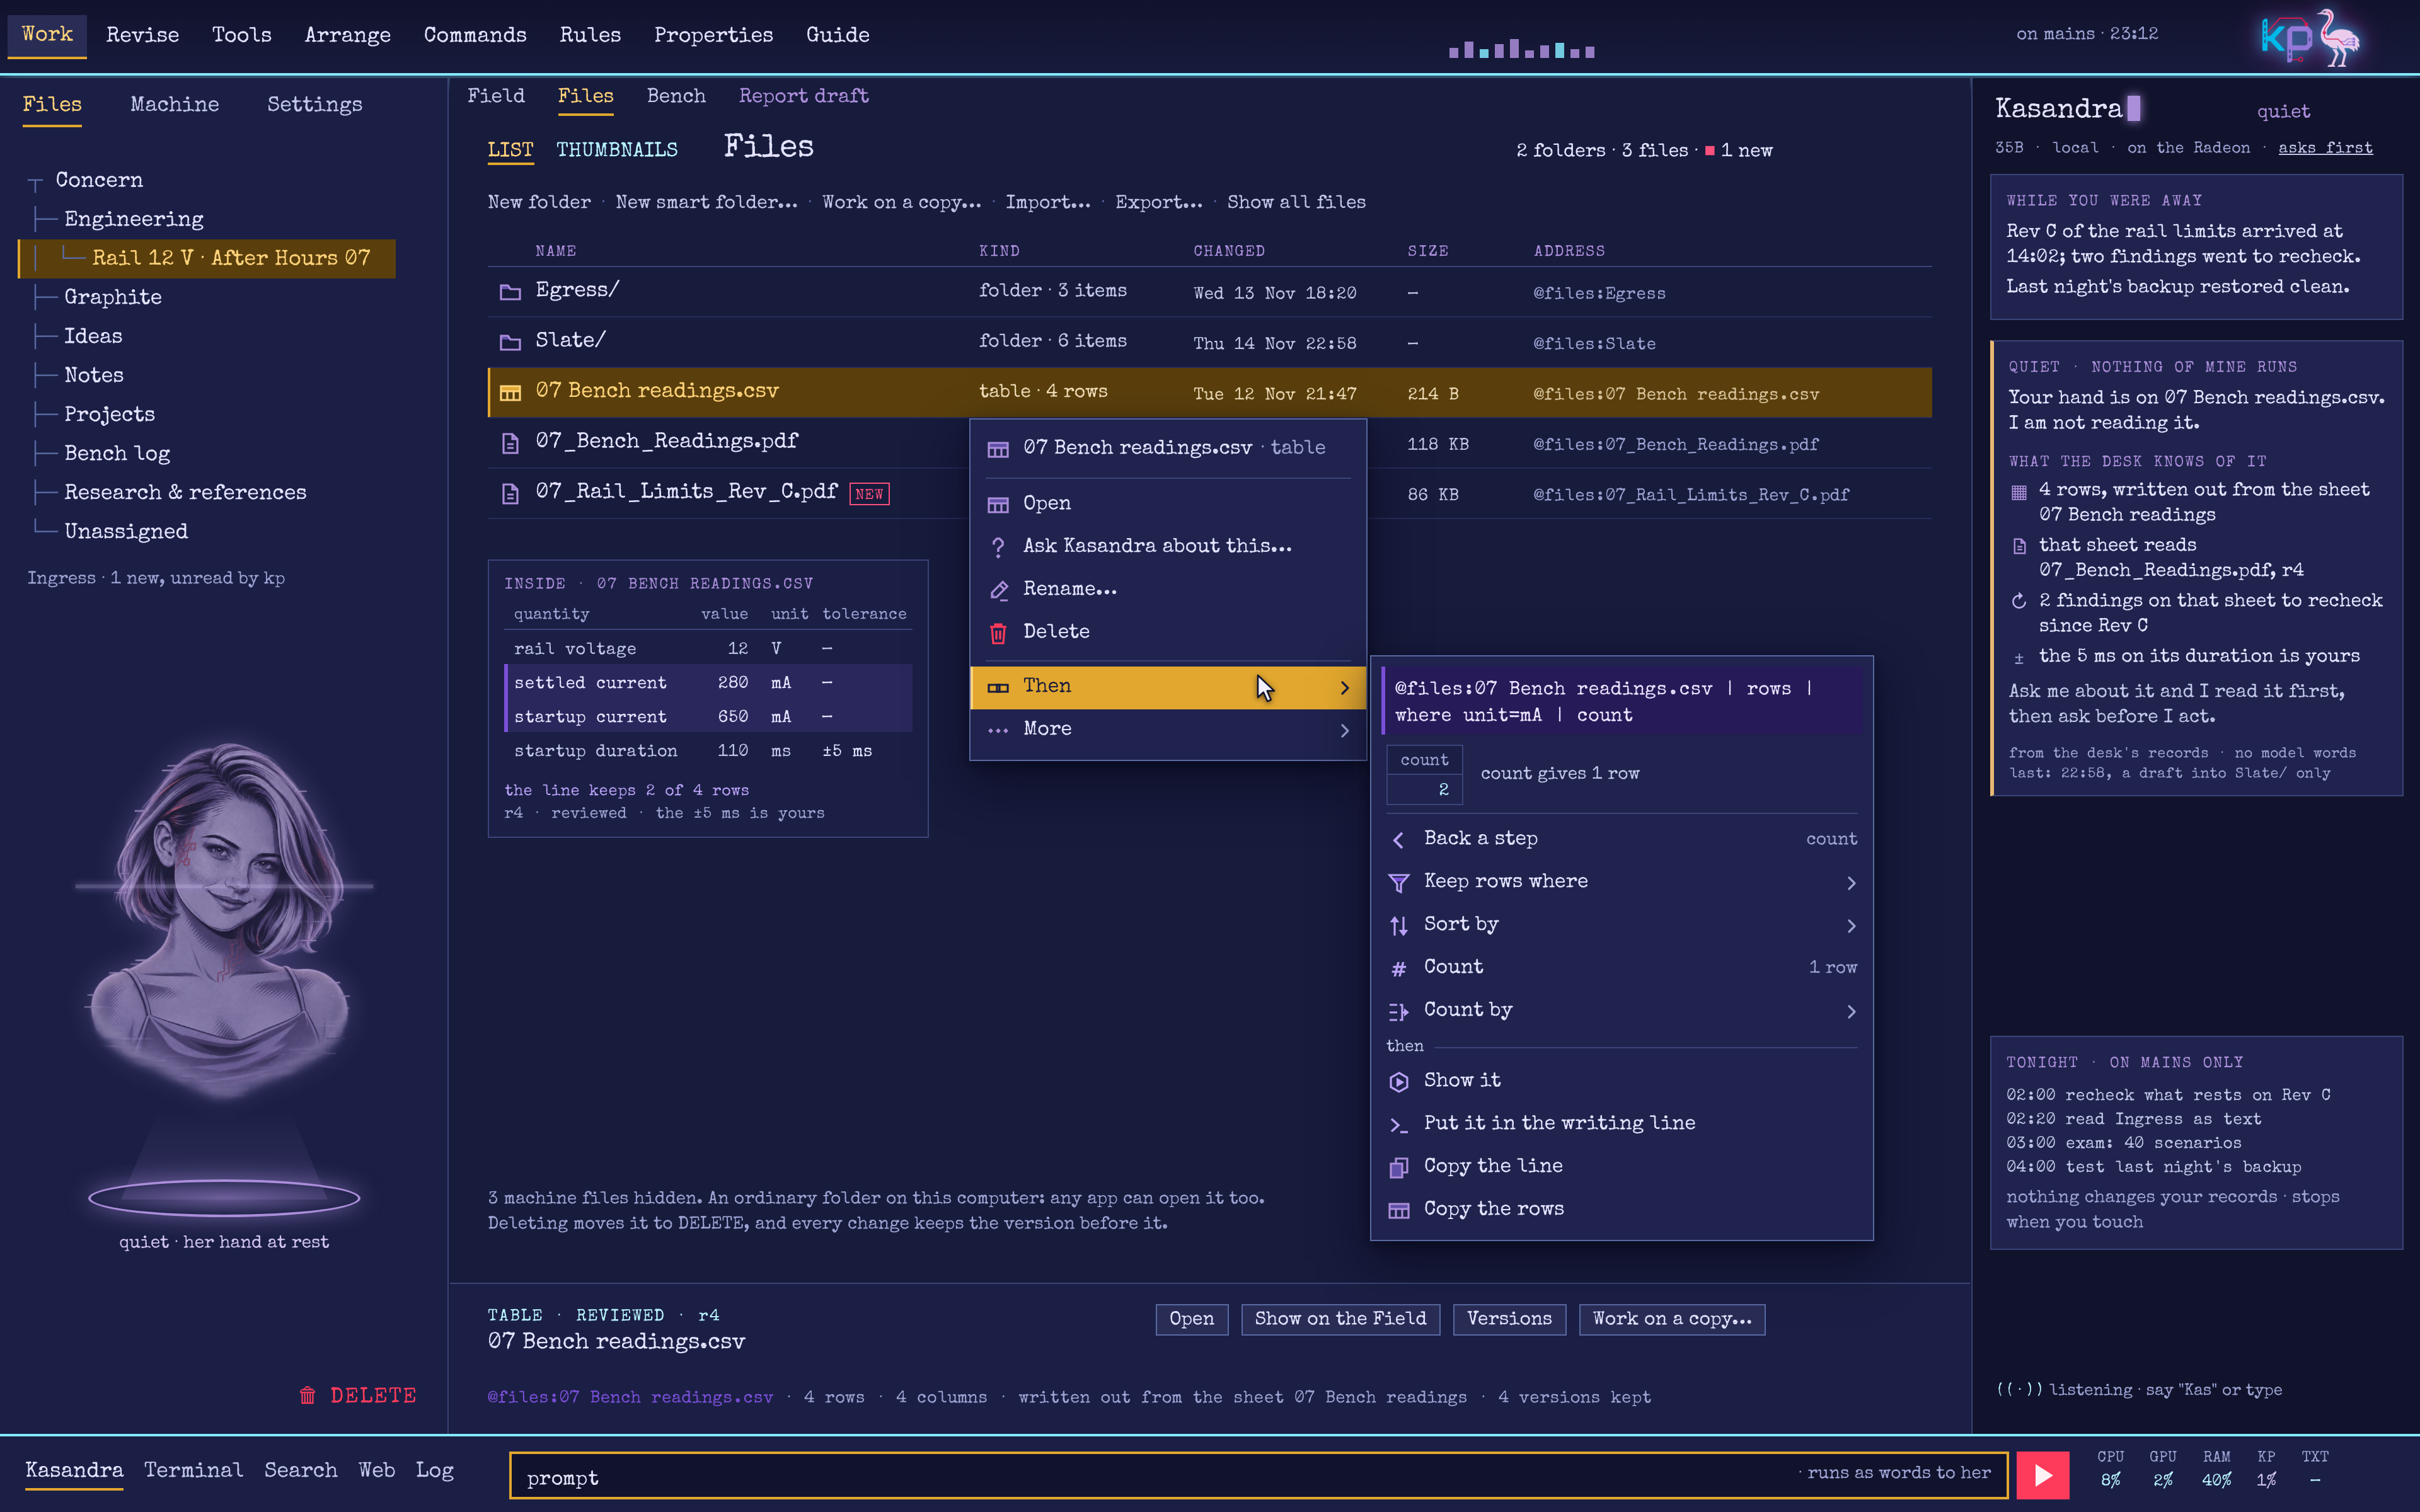 Work Revise Tools Arrange Commands Rules Properties Guide
on mains · 23:12
kp
Files Machine Settings
Concern
Engineering
Rail 12 V · After Hours 07
Graphite
Ideas
Notes
Projects
Bench log
Research & references
Unassigned
Ingress · 1 new, unread by kp
quiet · her hand at rest
DELETE
Field Files Bench Report draft
LIST THUMBNAILS Files
2 folders · 3 files · 1 new
New folder · New smart folder... · Work on a copy... · Import... · Export... · Show all files
NAME KIND CHANGED SIZE ADDRESS
Egress/ folder · 3 items Wed 13 Nov 18:20 — @files:Egress
Slate/ folder · 6 items Thu 14 Nov 22:58 — @files:Slate
07 Bench readings.csv table · 4 rows Tue 12 Nov 21:47 214 B @files:07 Bench readings.csv
07_Bench_Readings.pdf 118 KB @files:07_Bench_Readings.pdf
07_Rail_Limits_Rev_C.pdf NEW 86 KB @files:07_Rail_Limits_Rev_C.pdf
INSIDE · 07 BENCH READINGS.CSV
quantity value unit tolerance
rail voltage 12 V —
settled current 280 mA —
startup current 650 mA —
startup duration 110 ms ±5 ms
the line keeps 2 of 4 rows
r4 · reviewed · the ±5 ms is yours
07 Bench readings.csv · table
Open
Ask Kasandra about this...
Rename...
Delete
Then
More
@files:07 Bench readings.csv | rows |
where unit=mA | count
count
2
count gives 1 row
Back a step count
Keep rows where
Sort by
Count 1 row
Count by
then
Show it
Put it in the writing line
Copy the line
Copy the rows
3 machine files hidden. An ordinary folder on this computer: any app can open it too.
Deleting moves it to DELETE, and every change keeps the version before it.
TABLE · REVIEWED · r4
07 Bench readings.csv
Open Show on the Field Versions Work on a copy...
@files:07 Bench readings.csv · 4 rows · 4 columns · written out from the sheet 07 Bench readings · 4 versions kept
Kasandra quiet
35B · local · on the Radeon · asks first
WHILE YOU WERE AWAY
Rev C of the rail limits arrived at
14:02; two findings went to recheck.
Last night's backup restored clean.
QUIET · NOTHING OF MINE RUNS
Your hand is on 07 Bench readings.csv.
I am not reading it.
WHAT THE DESK KNOWS OF IT
4 rows, written out from the sheet
07 Bench readings
that sheet reads
07_Bench_Readings.pdf, r4
2 findings on that sheet to recheck
since Rev C
± the 5 ms on its duration is yours
Ask me about it and I read it first,
then ask before I act.
from the desk's records · no model words
last: 22:58, a draft into Slate/ only
TONIGHT · ON MAINS ONLY
02:00 recheck what rests on Rev C
02:20 read Ingress as text
03:00 exam: 40 scenarios
04:00 test last night's backup
nothing changes your records · stops
when you touch
((·)) listening · say "Kas" or type
Kasandra Terminal Search Web Log
prompt · runs as words to her
CPU GPU RAM KP TXT
8% 2% 40% 1% —